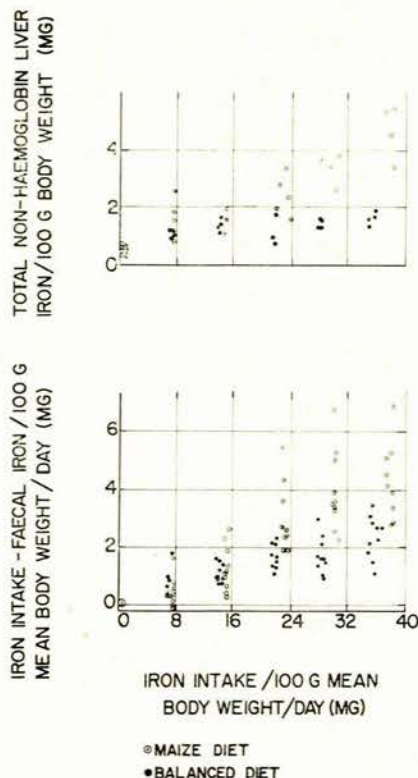 TOTAL NON-HAEMOGLOBIN LIVER
IRON/100 G BODY WEIGHT (MG)
4
2
0
IRON INTAKE-FAECAL IRON/100 G
MEAN BODY WEIGHT/DAY (MG)
6
4
2
0
0 8 16 24 32 40
IRON INTAKE/100 G MEAN
BODY WEIGHT/DAY (MG)
⊙ MAIZE DIET
• BALANCED DIET